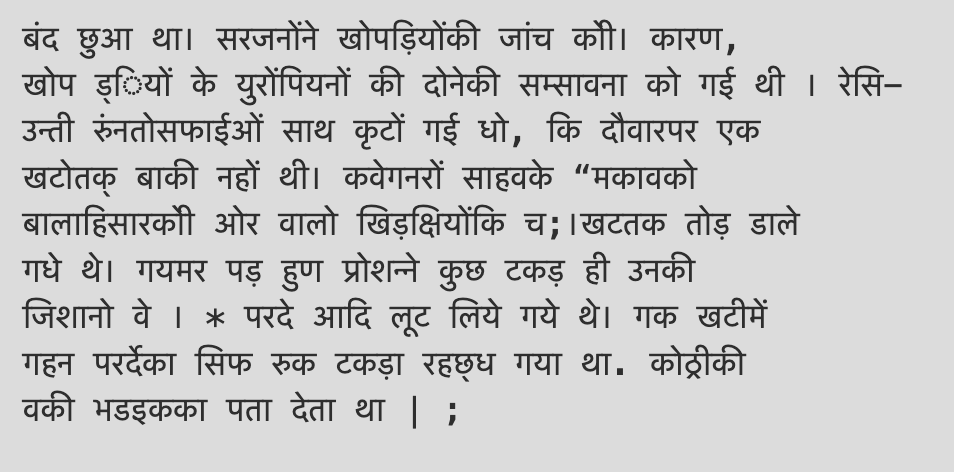 बंद छुआ था। सरजनोंने खोपड़ियोंकी जांच कोी। कारण,
खोप ड्ियों के युरोंपियनों की दोनेकी सम्सावना को गई थी । रेसि–
उन्ती रुंनतोसफाईओं साथ कृटों गई धो, कि दौवारपर एक
खटोतक् बाकी नहों थी। कवेगनरों साहवके “मकावको
बालाहिसारकोी ओर वालो खिड़क्षियोंकि च;।खटतक तोड़ डाले
गधे थे। गयमर पड़ हुण प्रोशन्ने कुछ टकड़ ही उनकी
जिशानो वे । * परदे आदि लूट लिये गये थे। गक खटीमें
गहन परर्देका सिफ रुक टकड़ा रहछ्ध गया था. कोठ्रीकी
वकी भडइकका पता देता था | ;